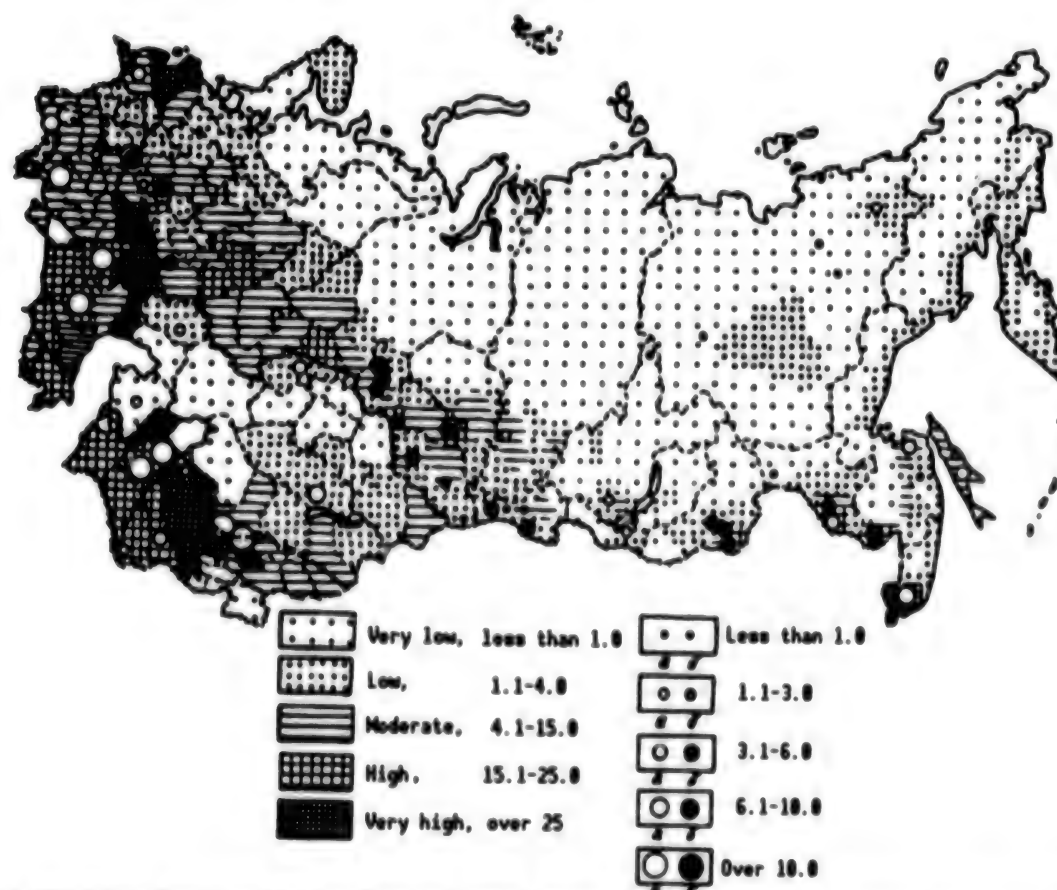 Very low, less than 1.0
Low, 1.1-4.0
Moderate, 4.1-15.0
High, 15.1-25.0
Very high, over 25
Less than 1.0
1.1-3.0
3.1-6.0
6.1-10.0
Over 10.0